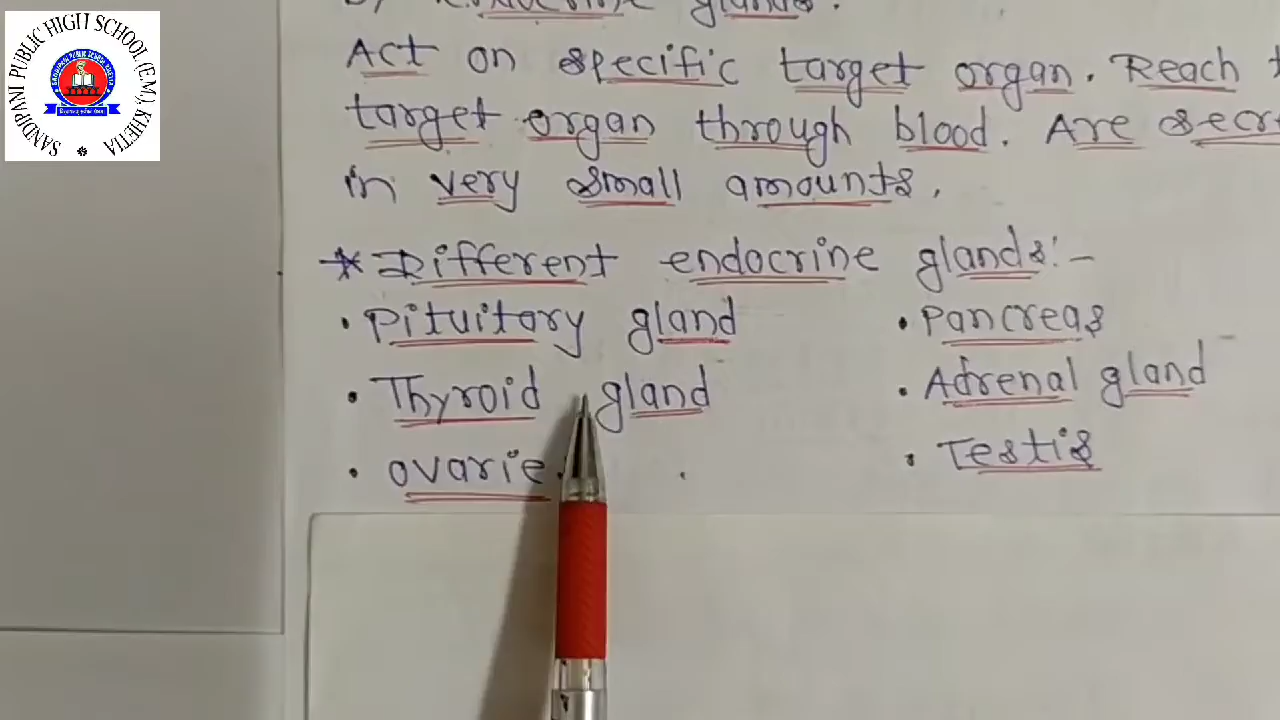 SANDIPANI PUBLIC HIGH SCHOOL (E.M.), KHETIA
glands.
Act on specific target organ. Reach
target organ through blood. Are
in very small amounts.
* Different endocrine glands:-
• Pituitary gland • Pancreas
• Thyroid gland • Adrenal gland
• ovarie • Testis